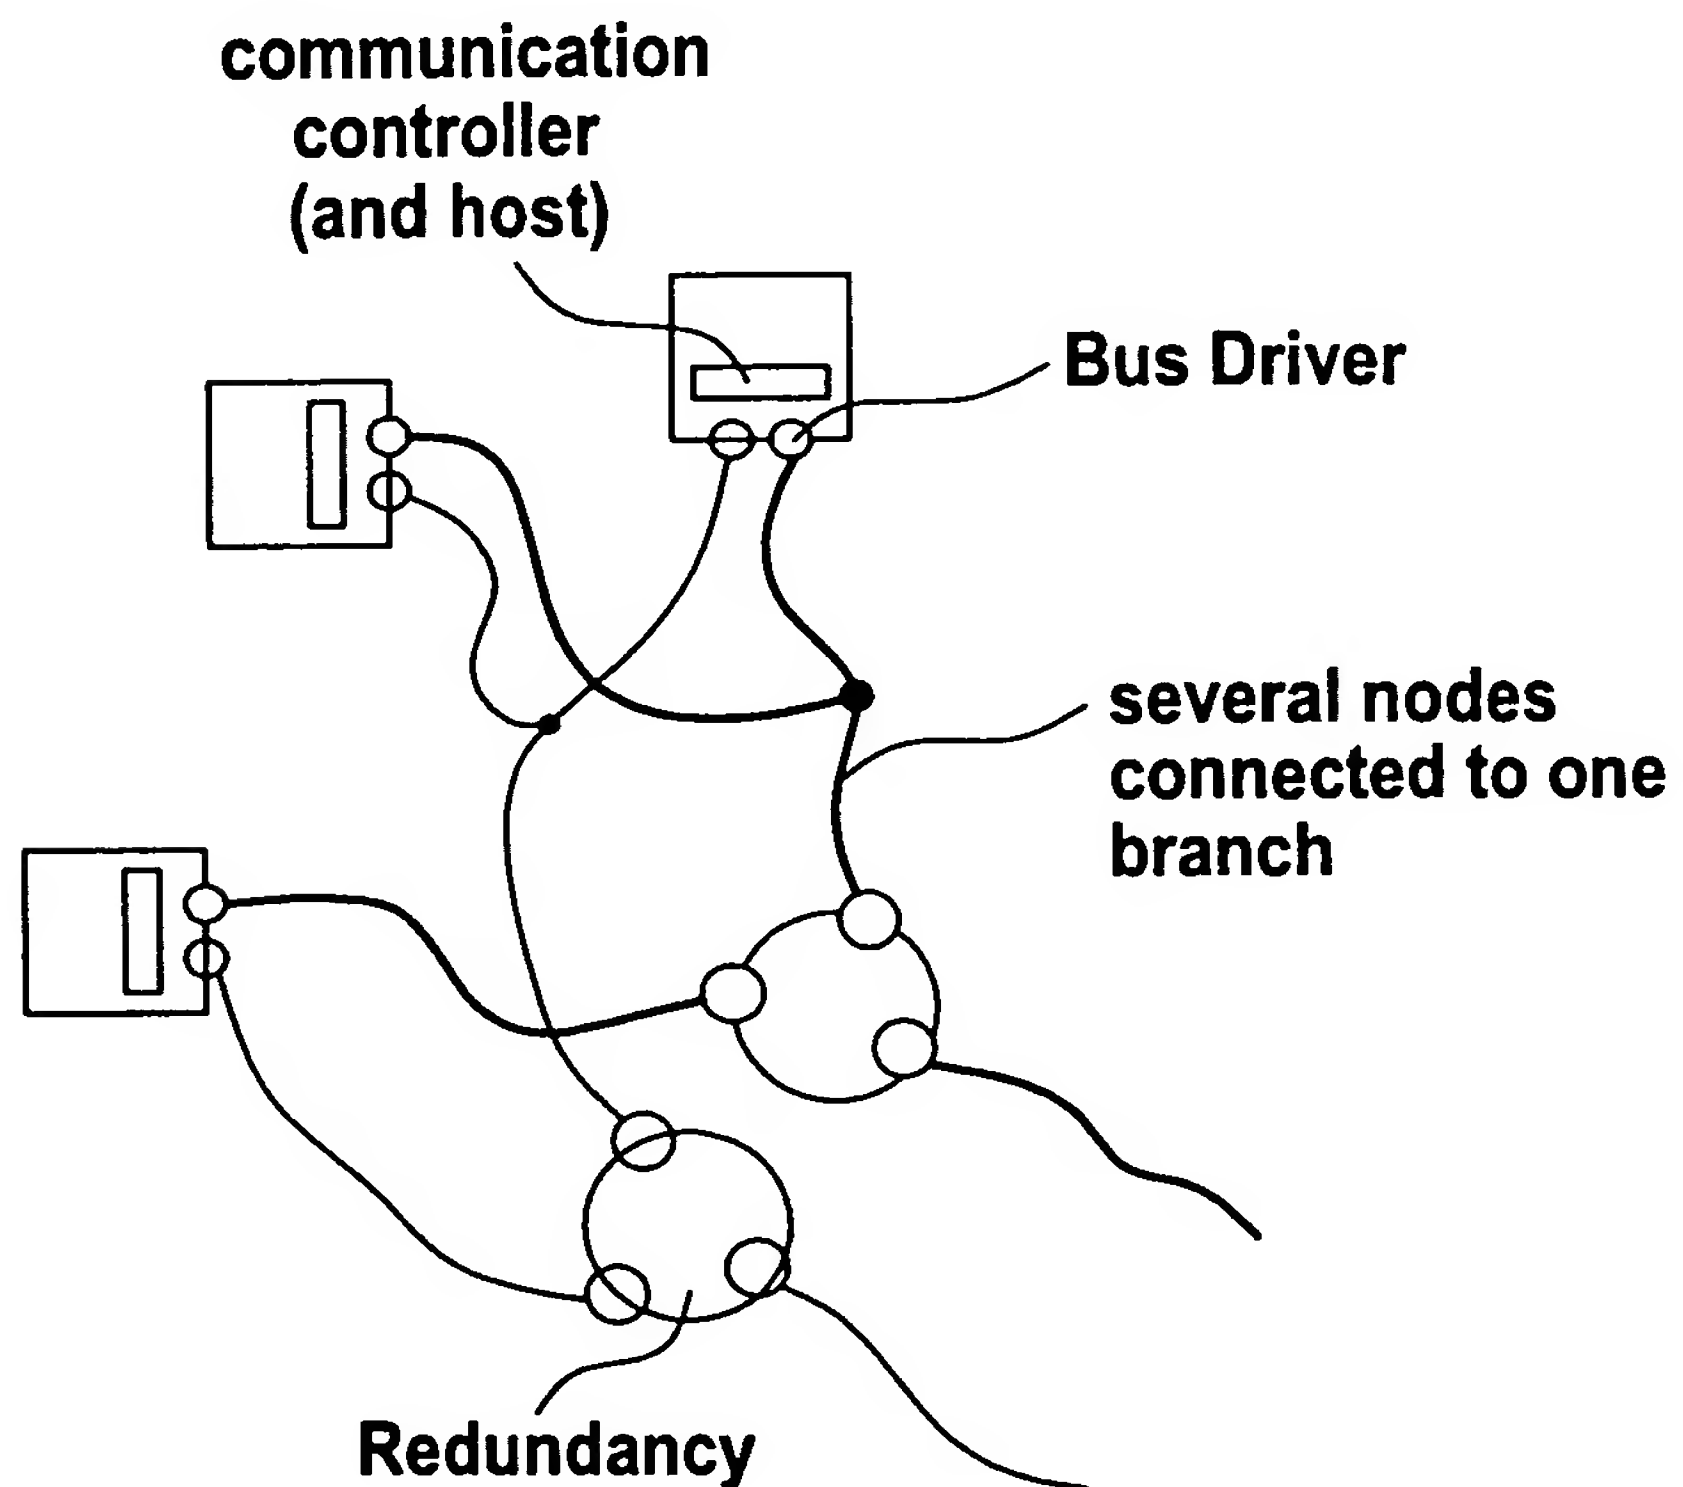 communication
controller
(and host)
Bus Driver
several nodes
connected to one
branch
Redundancy